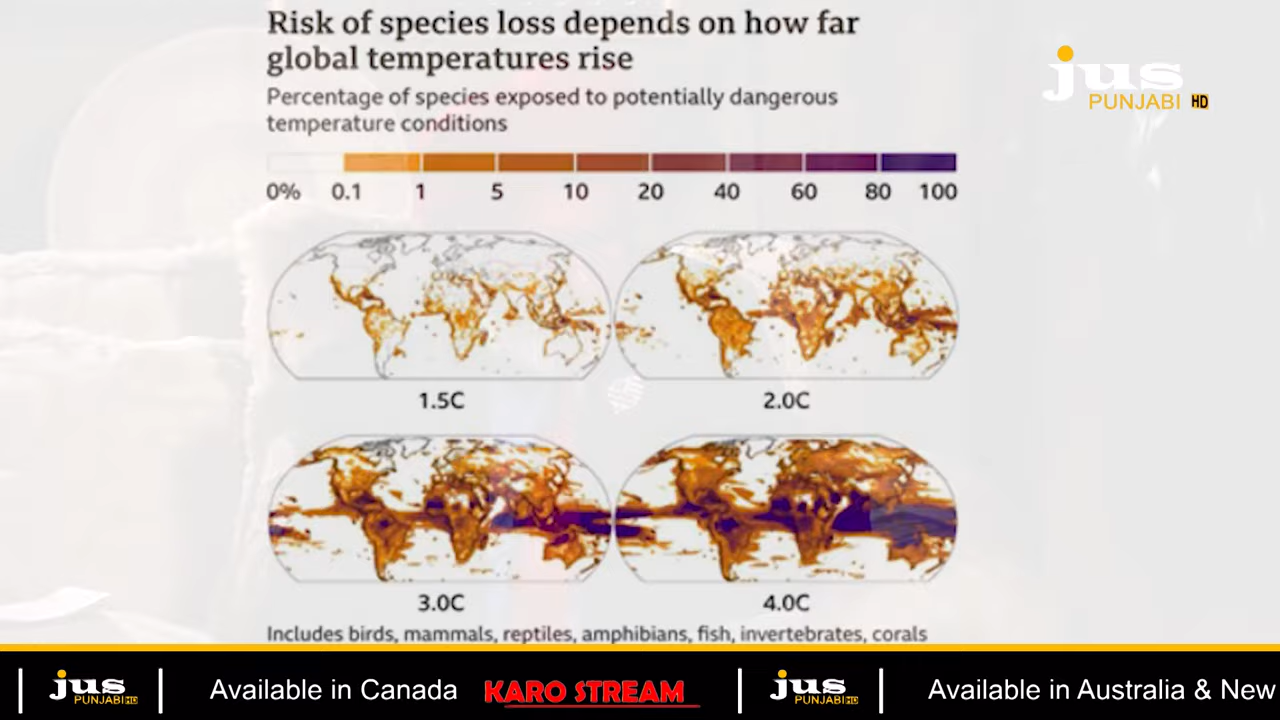 Risk of species loss depends on how far
global temperatures rise
Percentage of species exposed to potentially dangerous
temperature conditions
0% 0.1 1 5 10 20 40 60 80 100
1.5C 2.0C
3.0C 4.0C
Includes birds, mammals, reptiles, amphibians, fish, invertebrates, corals
jus
PUNJABI HD
jus
PUNJABI HD
Available in Canada
KARO STREAM
jus
PUNJABI HD
Available in Australia & New